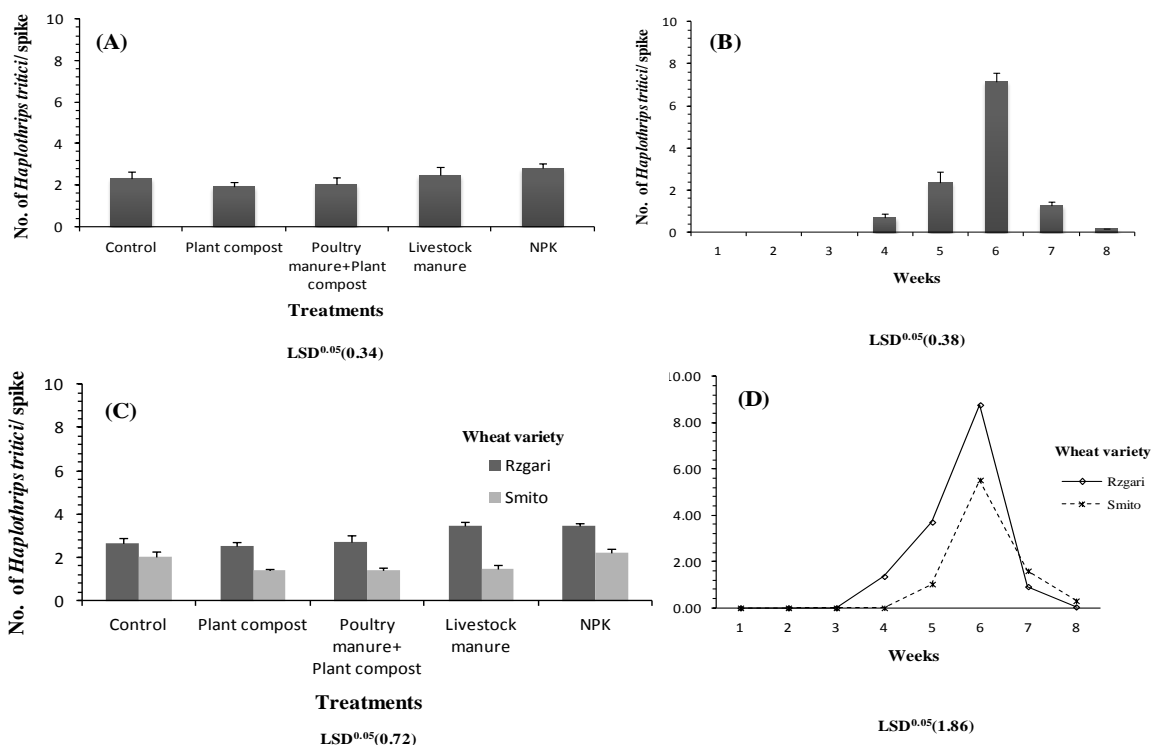 (A)
No. of Haplothrips tritici/ spike
10
8
6
4
2
0
Control
Plant compost
Poultry
manure+Plant
compost
Livestock
manure
NPK
Treatments
LSD0.05(0.34)
(B)
No. of Haplothrips tritici/ spike
10
8
6
4
2
0
1 2 3 4 5 6 7 8
Weeks
LSD0.05(0.38)
(C)
No. of Haplothrips tritici/ spike
10
8
6
4
2
0
Wheat variety
Rzgari
Smito
Control
Plant compost
Poultry
manure+
Plant compost
Livestock
manure
NPK
Treatments
LSD0.05(0.72)
(D)
10.00
8.00
6.00
4.00
2.00
0.00
Wheat variety
Rzgari
Smito
1 2 3 4 5 6 7 8
Weeks
LSD0.05(1.86)